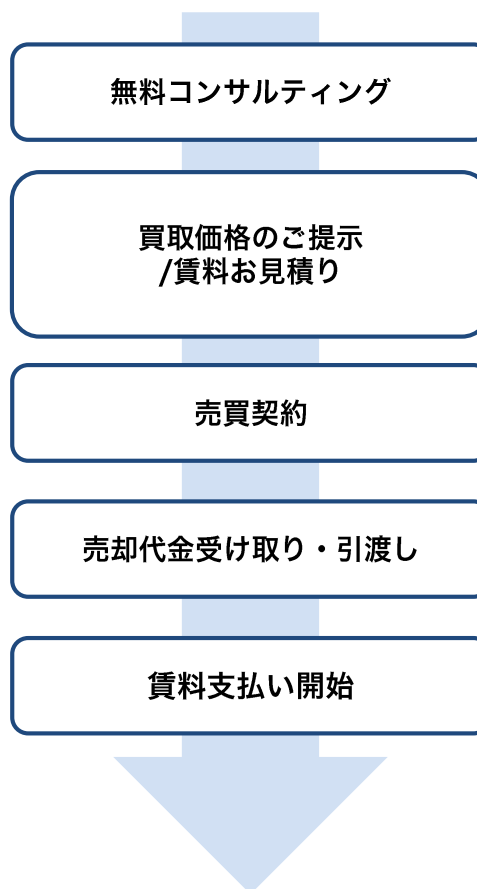 無料コンサルティング
買取価格のご提示
/賃料お見積り
売買契約
売却代金受け取り・引渡し
賃料支払い開始